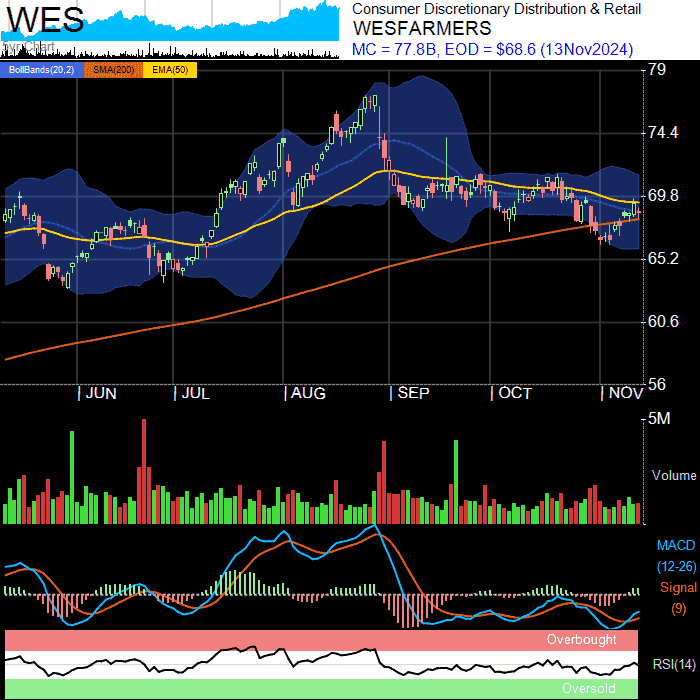 WES
Consumer Discretionary Distribution & Retail
WESFARMERS
MC = 77.8B, EOD = $68.6 (13Nov2024)
BollBands(20,2) SMA(200) EMA(50)
79
74.4
69.8
65.2
60.6
56
| JUN | JUL | AUG | SEP | OCT | NOV
5M
Volume
MACD
(12-26)
Signal
(9)
Overbought
RSI(14)
Oversold